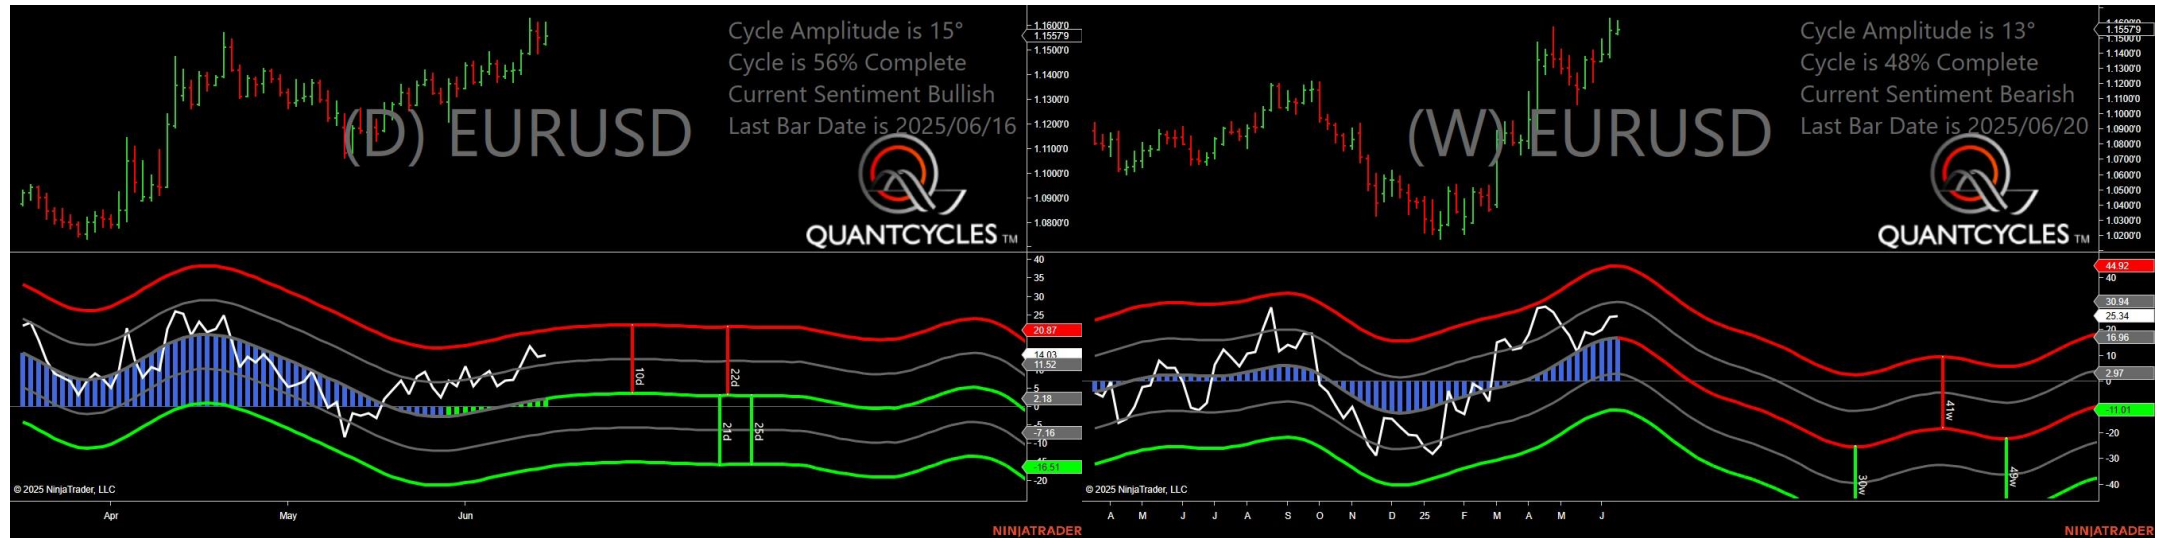 Cycle Amplitude is 15°
Cycle is 56% Complete
Current Sentiment Bullish
Last Bar Date is 2025/06/16
(D) EURUSD
QUANTCYCLES TM
1.1600'0
1.1557'9
1.1500'0
1.1400'0
1.1300'0
1.1200'0
1.1100'0
1.1000'0
1.0900'0
1.0800'0
40
35
30
25
20.87
14.03
11.52
5
2.18
0
-7.16
-10
-16.51
-20
10d
22d
21d
25d
© 2025 NinjaTrader, LLC
Apr May Jun
NINJATRADER
Cycle Amplitude is 13°
Cycle is 48% Complete
Current Sentiment Bearish
Last Bar Date is 2025/06/20
(W) EURUSD
QUANTCYCLES TM
1.1600'0
1.1557'9
1.1500'0
1.1400'0
1.1300'0
1.1200'0
1.1100'0
1.1000'0
1.0900'0
1.0800'0
1.0700'0
1.0600'0
1.0500'0
1.0400'0
1.0300'0
1.0200'0
44.92
40
30.94
25.34
20
16.96
10
2.97
0
-11.01
-20
-30
-40
41w
30w
49w
© 2025 NinjaTrader, LLC
A M J J A S O N D 25 F M A M J
NINJATRADER